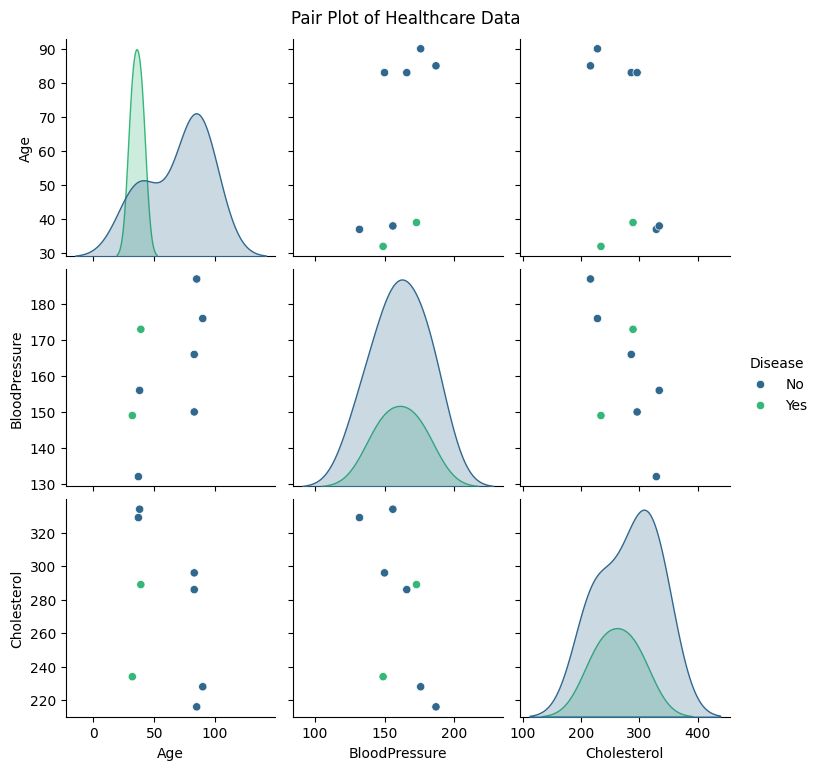 Pair Plot of Healthcare Data
90
80
70
60
50
40
30
Age
180
170
160
150
140
130
BloodPressure
Disease
No
Yes
320
300
280
260
240
220
Cholesterol
0 50 100
100 150 200
100 200 300 400
Age
BloodPressure
Cholesterol